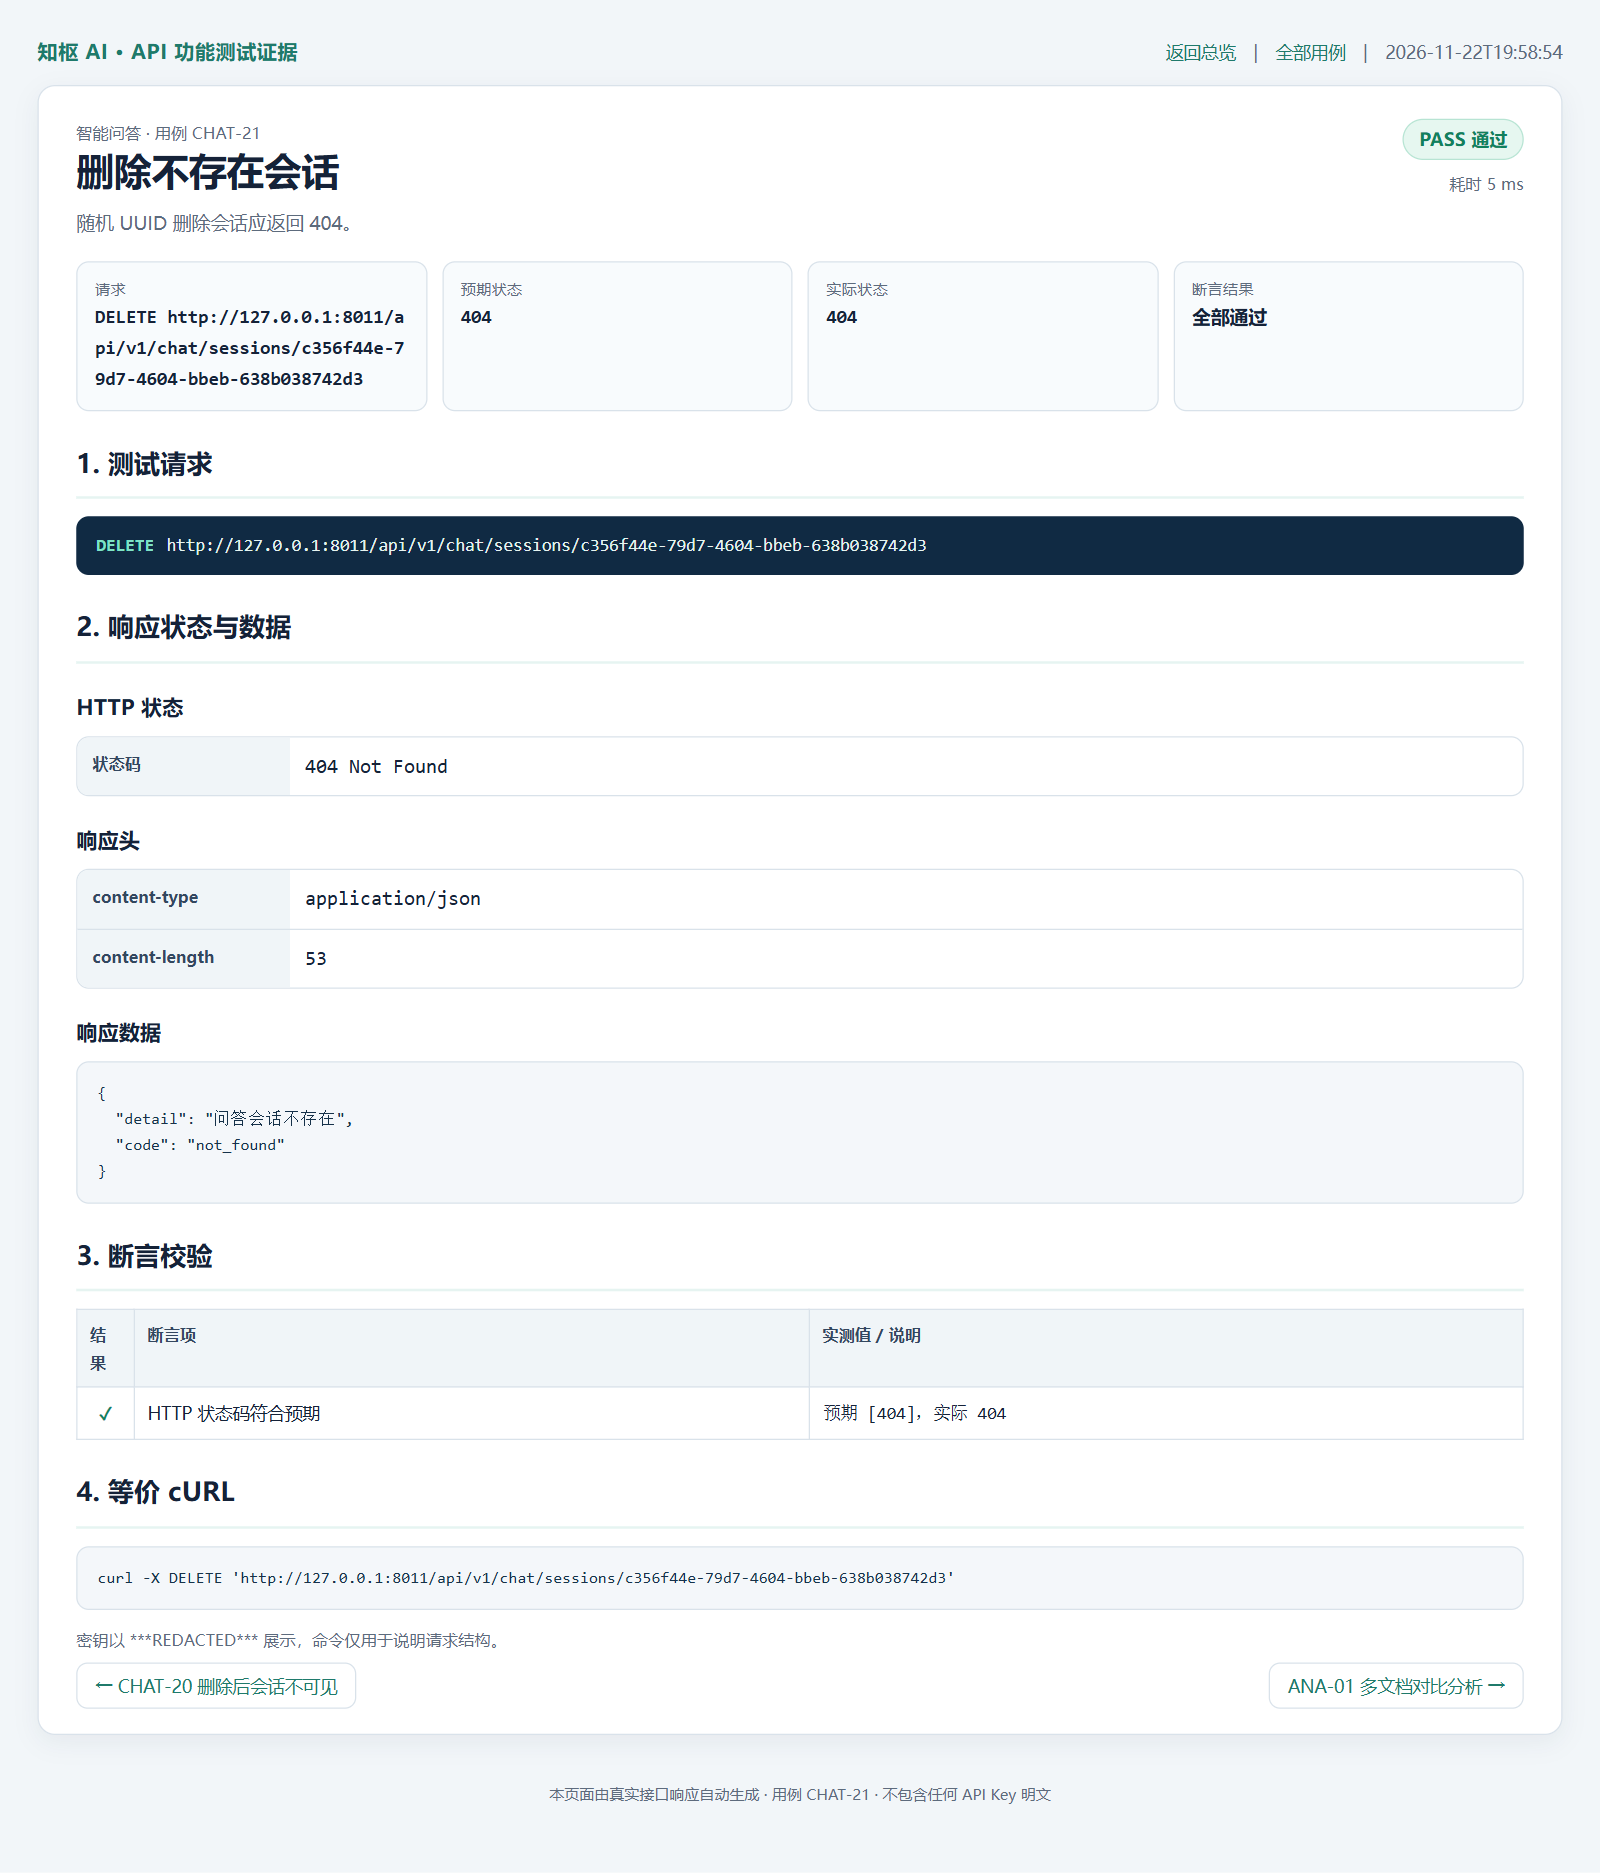 知枢 AI · API 功能测试证据
返回总览 | 全部用例 | 2026-11-22T19:58:54
智能问答 · 用例 CHAT-21
PASS 通过
删除不存在会话
耗时 5 ms
随机 UUID 删除会话应返回 404。
请求
DELETE http://127.0.0.1:8011/a
pi/v1/chat/sessions/c356f44e-7
9d7-4604-bbeb-638b038742d3
预期状态
404
实际状态
404
断言结果
全部通过
1. 测试请求
DELETE http://127.0.0.1:8011/api/v1/chat/sessions/c356f44e-79d7-4604-bbeb-638b038742d3
2. 响应状态与数据
HTTP 状态
状态码 404 Not Found
响应头
content-type application/json
content-length 53
响应数据
{
"detail": "问答会话不存在",
"code": "not_found"
}
3. 断言校验
结
果
断言项
实测值 / 说明
✓ HTTP 状态码符合预期 预期 [404]，实际 404
4. 等价 cURL
curl -X DELETE 'http://127.0.0.1:8011/api/v1/chat/sessions/c356f44e-79d7-4604-bbeb-638b038742d3'
密钥以 ***REDACTED*** 展示，命令仅用于说明请求结构。
← CHAT-20 删除后会话不可见
ANA-01 多文档对比分析 →
本页面由真实接口响应自动生成 · 用例 CHAT-21 · 不包含任何 API Key 明文